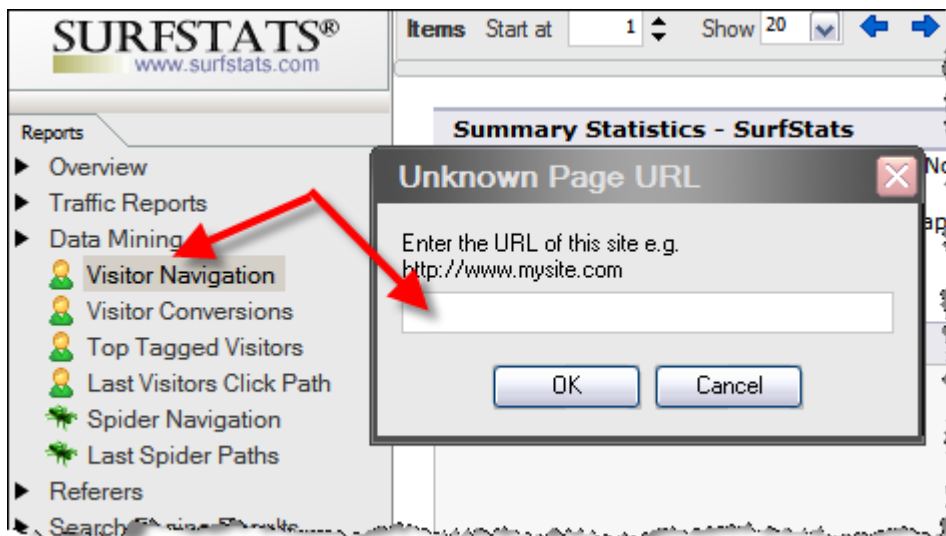 SURFSTATS®
www.surfstats.com
Items Start at 1 Show 20
Reports
Summary Statistics - SurfStats
Overview
Traffic Reports
Data Mining
Visitor Navigation
Visitor Conversions
Top Tagged Visitors
Last Visitors Click Path
Spider Navigation
Last Spider Paths
Referers
Unknown Page URL
Enter the URL of this site e.g.
http://www.mysite.com
OK Cancel